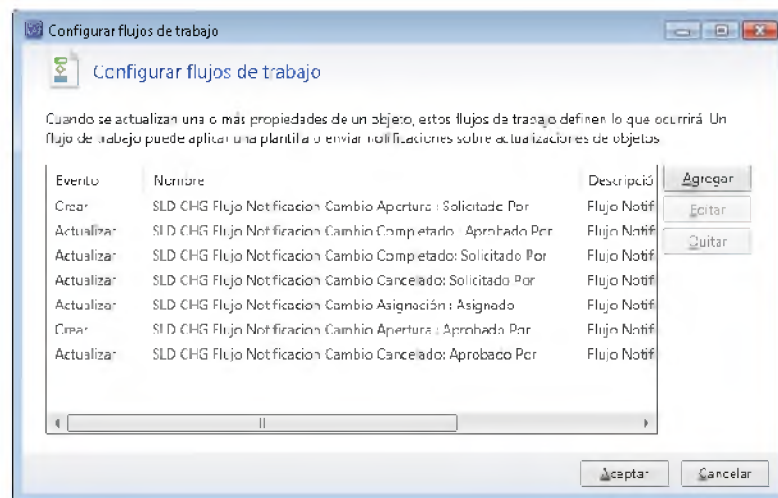 Configurar flujos de trabajo
Configurar flujos de trabajo
Cuando se actualizan una o más propiedades de un objeto, estos flujos de trabajo definen lo que ocurrirá. Un
flujo de trabajo puede aplicar una plantilla o enviar notificaciones sobre actualizaciones de objetos
Evento Nombre Descripció Agregar
Crear SLD CHG Flujo Notificacion Cambio Apertura : Solicitado Por Flujo Notif Editar
Actualizar SLD CHG Flujo Notificacion Cambio Completado : Aprobado Por Flujo Notif Quitar
Actualizar SLD CHG Flujo Notificacion Cambio Completado: Solicitado Por Flujo Notif
Actualizar SLD CHG Flujo Notificacion Cambio Cancelado: Solicitado Por Flujo Notif
Actualizar SLD CHG Flujo Notificacion Cambio Asignación : Asignado Flujo Notif
Crear SLD CHG Flujo Notificacion Cambio Apertura : Aprobado Por Flujo Notif
Actualizar SLD CHG Flujo Notificacion Cambio Cancelado: Aprobado Por Flujo Notif
Aceptar Cancelar